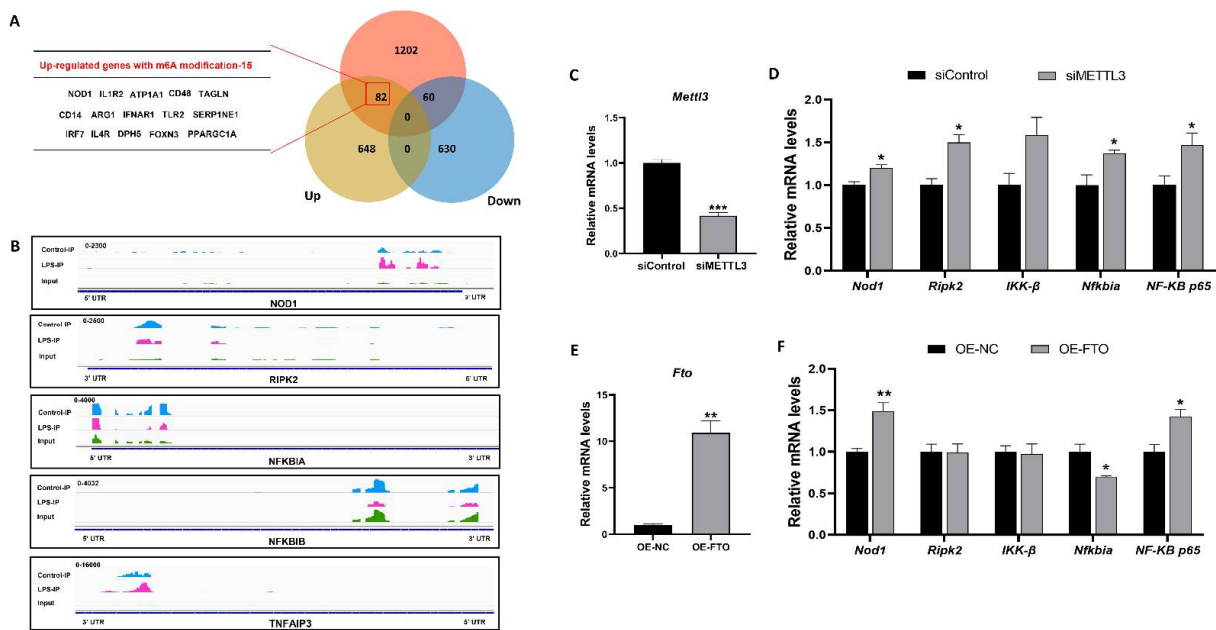 A
Up-regulated genes with m6A modification-15
NOD1 IL1R2 ATP1A1 CD48 TAGLN
CD14 ARG1 IFNAR1 TLR2 SERP1NE1
IRF7 IL4R DPH5 FOXN3 PPARGC1A
1202
82
60
0
648
0
630
Up
Down
B
0-2300
Control-IP
LPS-IP
Input
5' UTR
3' UTR
NOD1
0-2500
Control-IP
LPS-IP
Input
3' UTR
5' UTR
RIPK2
0-4000
Control-IP
LPS-IP
Input
5' UTR
3' UTR
NFKBIA
0-4032
Control-IP
LPS-IP
Input
5' UTR
3' UTR
NFKBIB
0-16000
Control-IP
LPS-IP
Input
3' UTR
5' UTR
TNFAIP3
C
Mettl3
Relative mRNA levels
1.5
1.0
0.5
0.0
***
siControl siMETTL3
D
siControl siMETTL3
Relative mRNA levels
2.0
1.5
1.0
0.5
0.0
* * * *
Nod1 Ripk2 IKK-β Nfkbia NF-KB p65
E
Fto
Relative mRNA levels
15
10
5
0
**
OE-NC OE-FTO
F
OE-NC OE-FTO
Relative mRNA levels
2.0
1.5
1.0
0.5
0.0
** * *
Nod1 Ripk2 IKK-β Nfkbia NF-KB p65